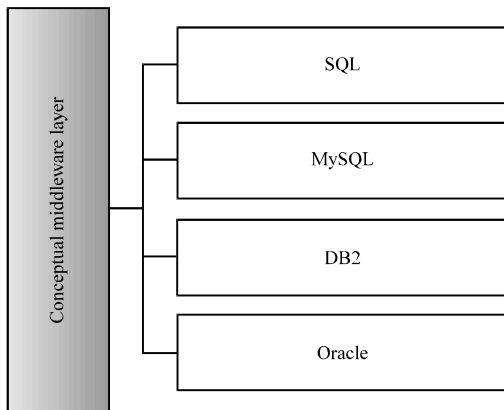 Conceptual middleware layer
SQL
MySQL
DB2
Oracle